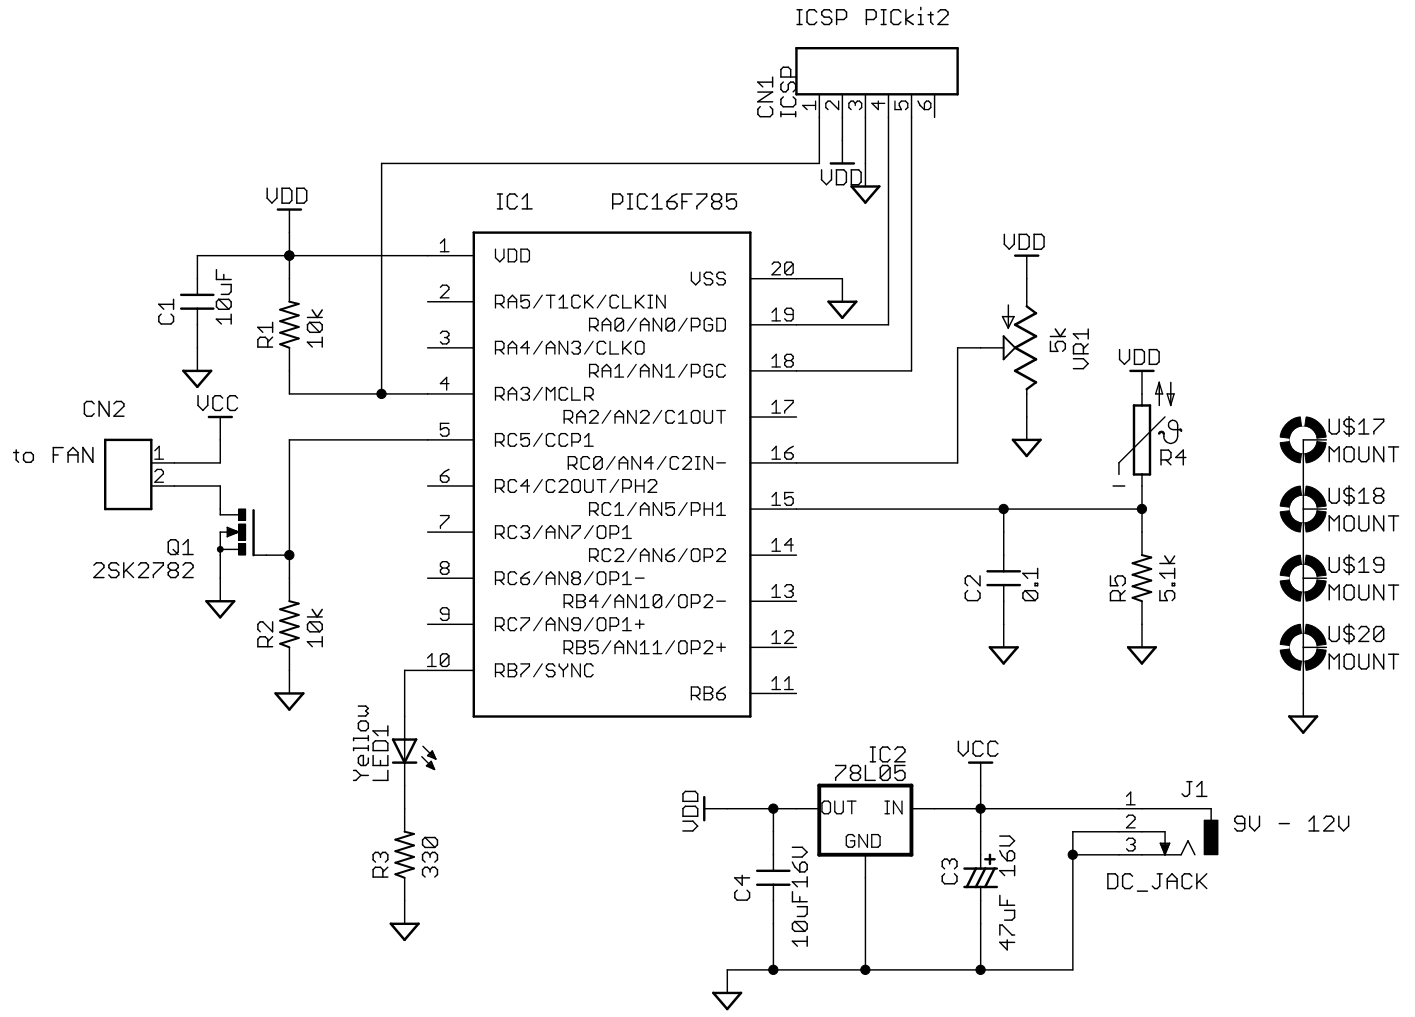 ICSP PICkit2
CN1
ICSP
1 2 3 4 5 6
VDD
VDD
IC1 PIC16F785
VDD
1 VDD
VSS 20
C1
10uF
R1
10k
2 RA5/T1CK/CLKIN
RA0/AN0/PGD 19
3 RA4/AN3/CLKO
RA1/AN1/PGC 18
4 RA3/MCLR
RA2/AN2/C1OUT 17
5 RC5/CCP1
RC0/AN4/C2IN- 16
6 RC4/C2OUT/PH2
RC1/AN5/PH1 15
7 RC3/AN7/OP1
RC2/AN6/OP2 14
8 RC6/AN8/OP1-
RB4/AN10/OP2- 13
9 RC7/AN9/OP1+
RB5/AN11/OP2+ 12
10 RB7/SYNC
RB6 11
5k
VR1
VDD
R4
CN2
VCC
to FAN
1
2
Q1
2SK2782
R2
10k
C2
0.1
R5
5.1k
U$17
MOUNT
U$18
MOUNT
U$19
MOUNT
U$20
MOUNT
Yellow
LED1
R3
330
IC2
78L05
VCC
VDD
OUT IN
GND
C4
10uF16V
C3
+
47uF 16V
1
2
3
J1
9V - 12V
DC_JACK